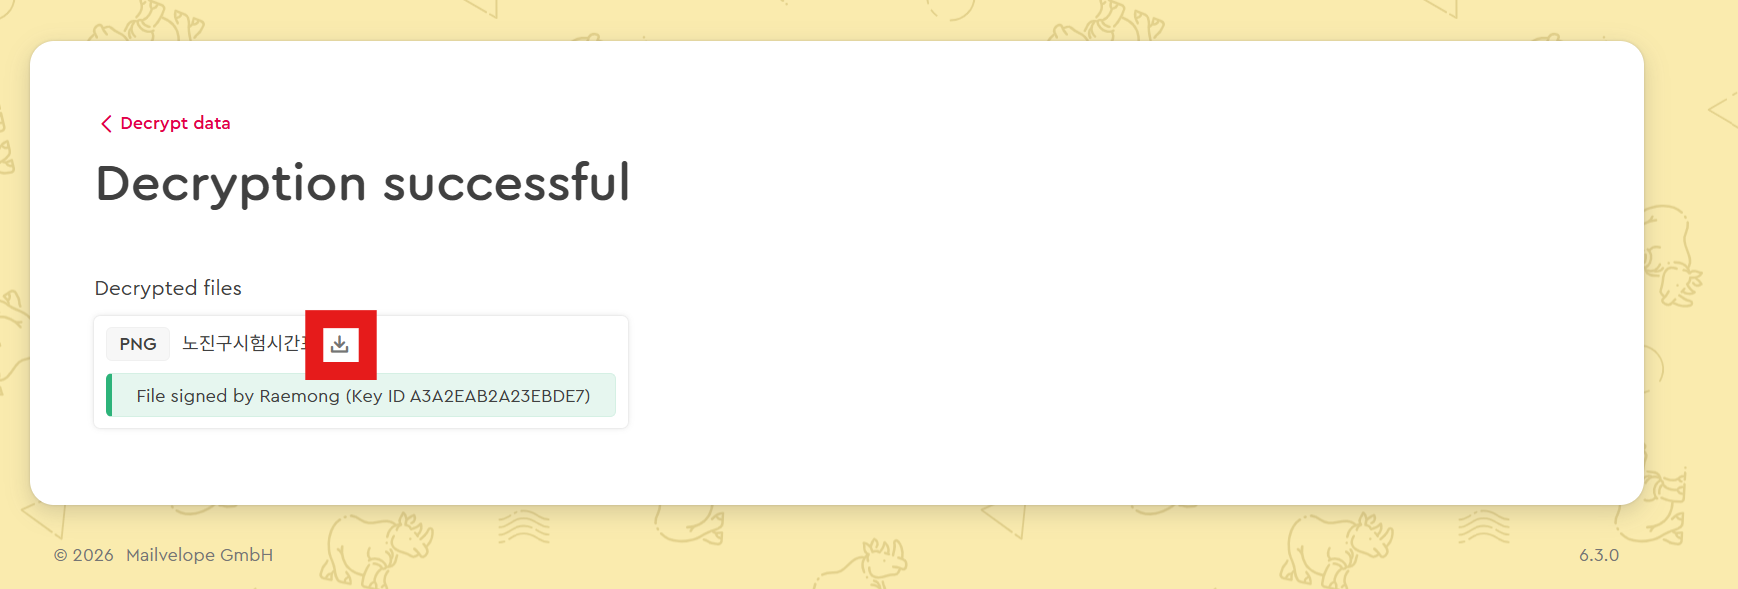 Decrypt data
Decryption successful
Decrypted files
PNG 노진구시험시간
File signed by Raemong (Key ID A3A2EAB2A23EBDE7)
© 2026 Mailvelope GmbH
6.3.0